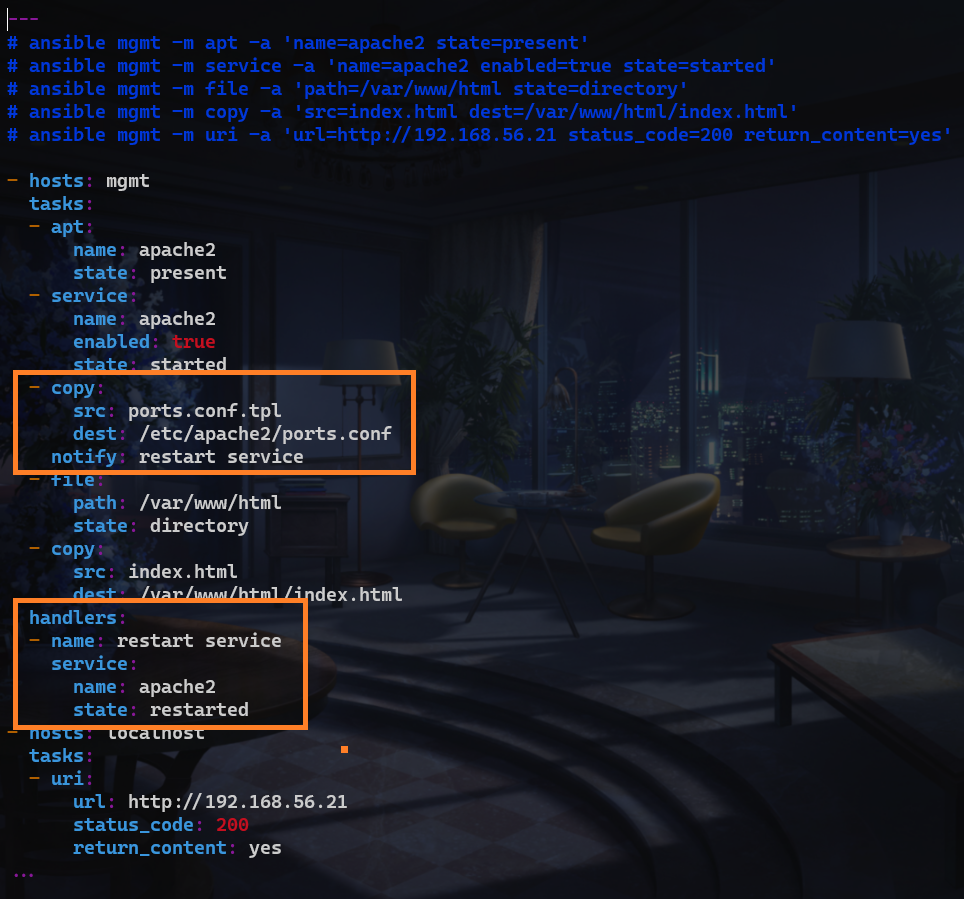 ---
# ansible mgmt -m apt -a 'name=apache2 state=present'
# ansible mgmt -m service -a 'name=apache2 enabled=true state=started'
# ansible mgmt -m file -a 'path=/var/www/html state=directory'
# ansible mgmt -m copy -a 'src=index.html dest=/var/www/html/index.html'
# ansible mgmt -m uri -a 'url=http://192.168.56.21 status_code=200 return_content=yes'

- hosts: mgmt
  tasks:
  - apt:
      name: apache2
      state: present
  - service:
      name: apache2
      enabled: true
      state: started
  - copy:
      src: ports.conf.tpl
      dest: /etc/apache2/ports.conf
    notify: restart service
  - file:
      path: /var/www/html
      state: directory
  - copy:
      src: index.html
      dest: /var/www/html/index.html
  handlers:
  - name: restart service
    service:
      name: apache2
      state: restarted
- hosts: localhost
  tasks:
  - uri:
      url: http://192.168.56.21
      status_code: 200
      return_content: yes
...